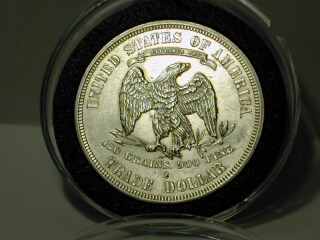 UNITED STATES OF AMERICA
420 GRAINS, 900 FINE.
TRADE DOLLAR